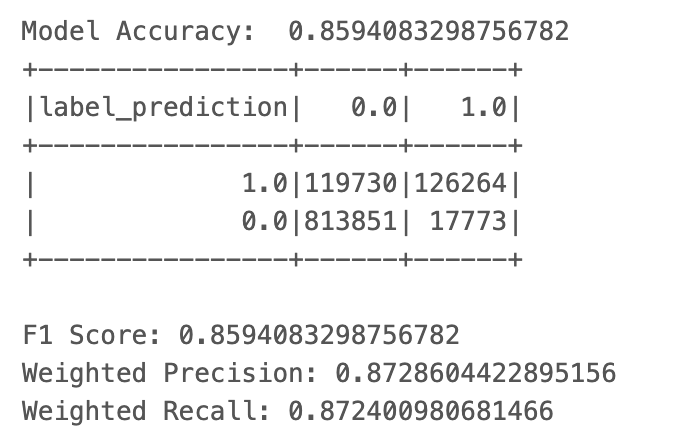 Model Accuracy:  0.8594083298756782
+----------------+------+------+
|label_prediction|   0.0|   1.0|
+----------------+------+------+
|             1.0|119730|126264|
|             0.0|813851| 17773|
+----------------+------+------+
F1 Score: 0.8594083298756782
Weighted Precision: 0.8728604422895156
Weighted Recall: 0.872400980681466